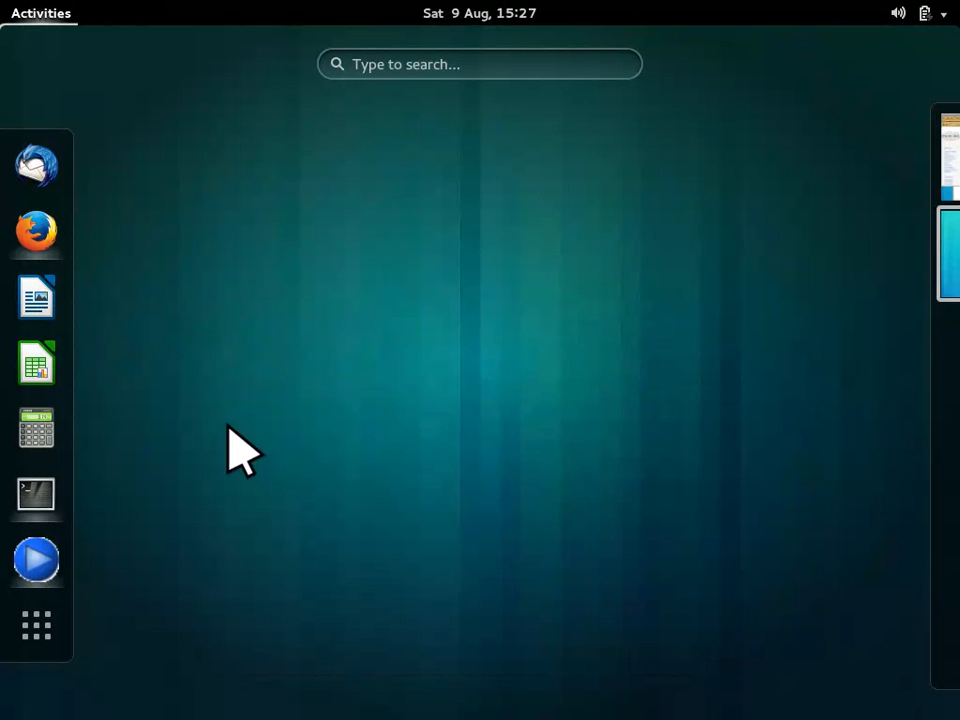 Activities
Sat 9 Aug, 15:27
Type to search...